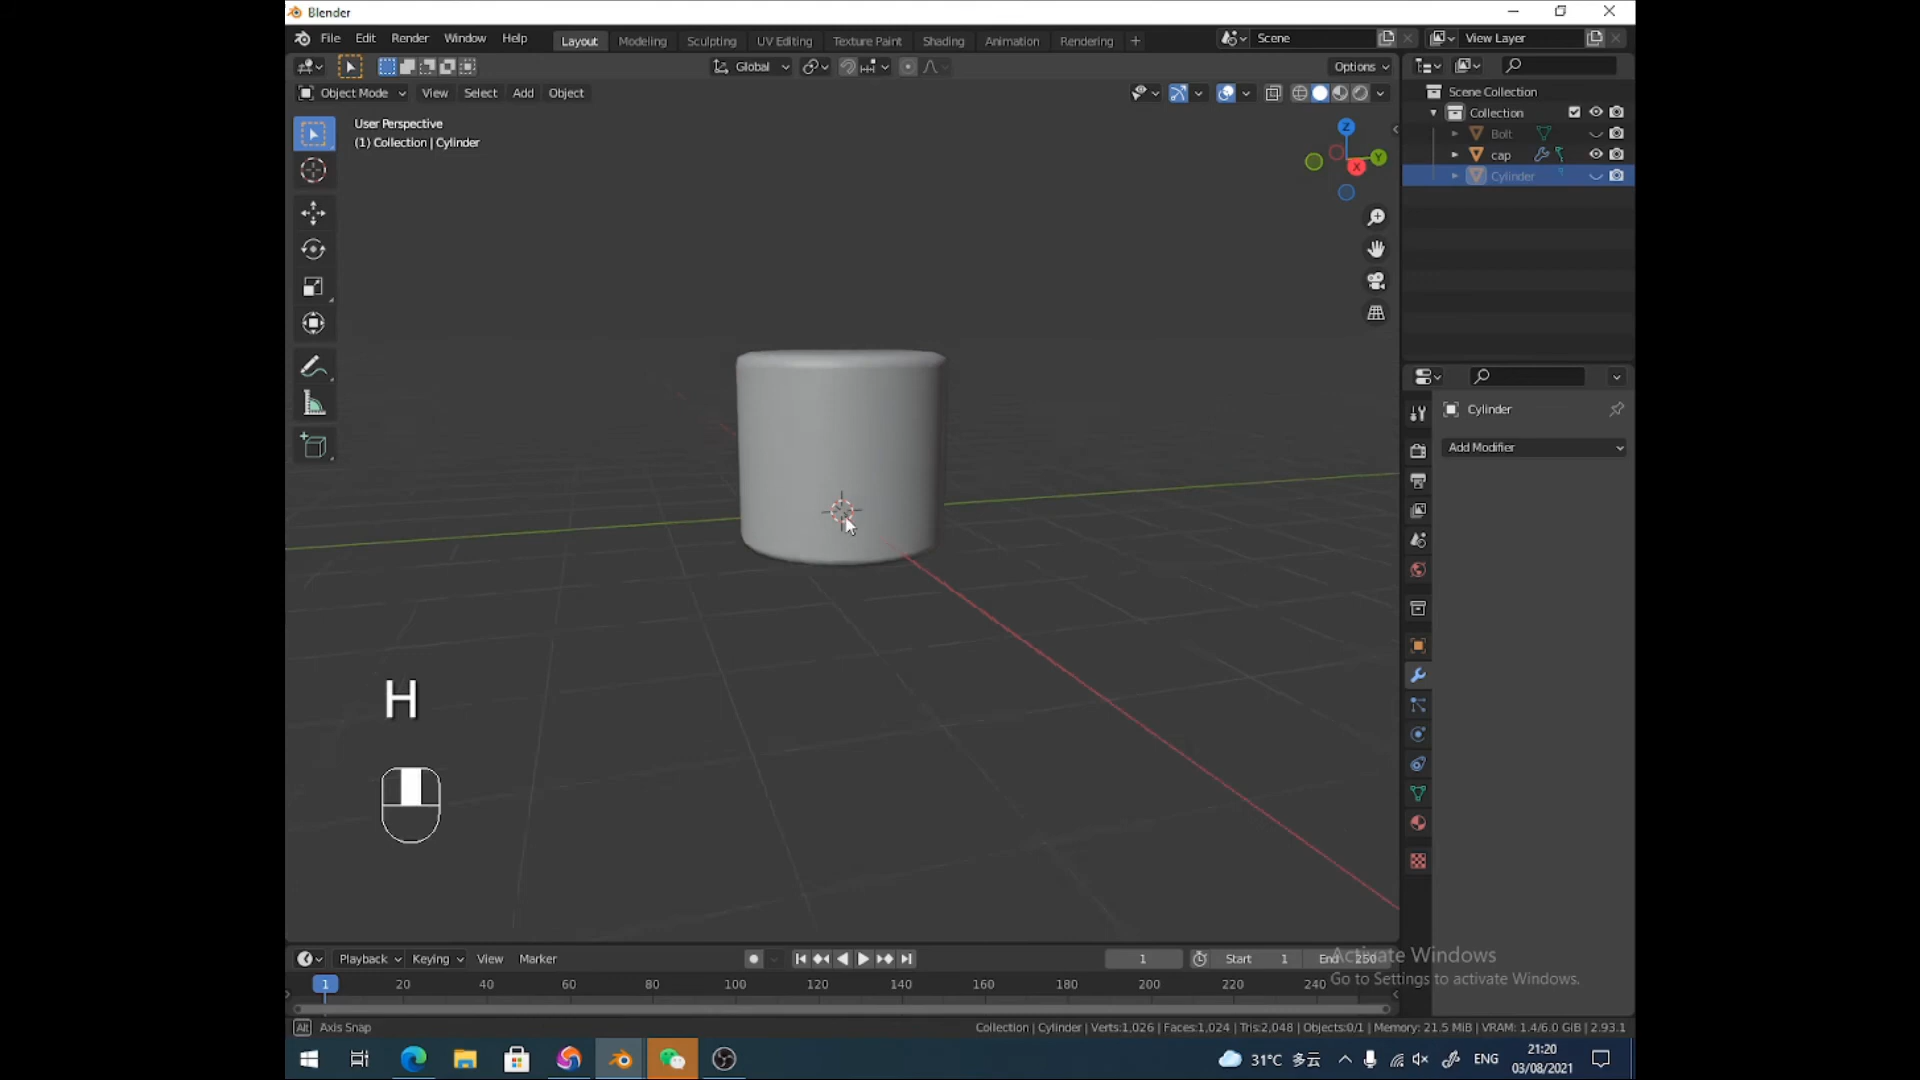 Blender
File Edit Render Window Help Layout Modeling Sculpting UV Editing Texture Paint Shading Animation Rendering + Scene View Layer
Global Options
Object Mode View Select Add Object
User Perspective
(1) Collection | Cylinder
Z
Y
X
Scene Collection
Collection
Bolt
cap
Cylinder
Cylinder
Add Modifier
H
Playback Keying View Marker 1 Start 1 End 250
1 20 40 60 80 100 120 140 160 180 200 220 240
Activate Windows
Go to Settings to activate Windows.
Alt Axis Snap Collection | Cylinder | Verts:1,026 | Faces:1,024 | Tris:2,048 | Objects:0/1 | Memory: 21.5 MiB | VRAM: 1.4/6.0 GiB | 2.93.1
31°C 多云 ENG 21:20
03/08/2021